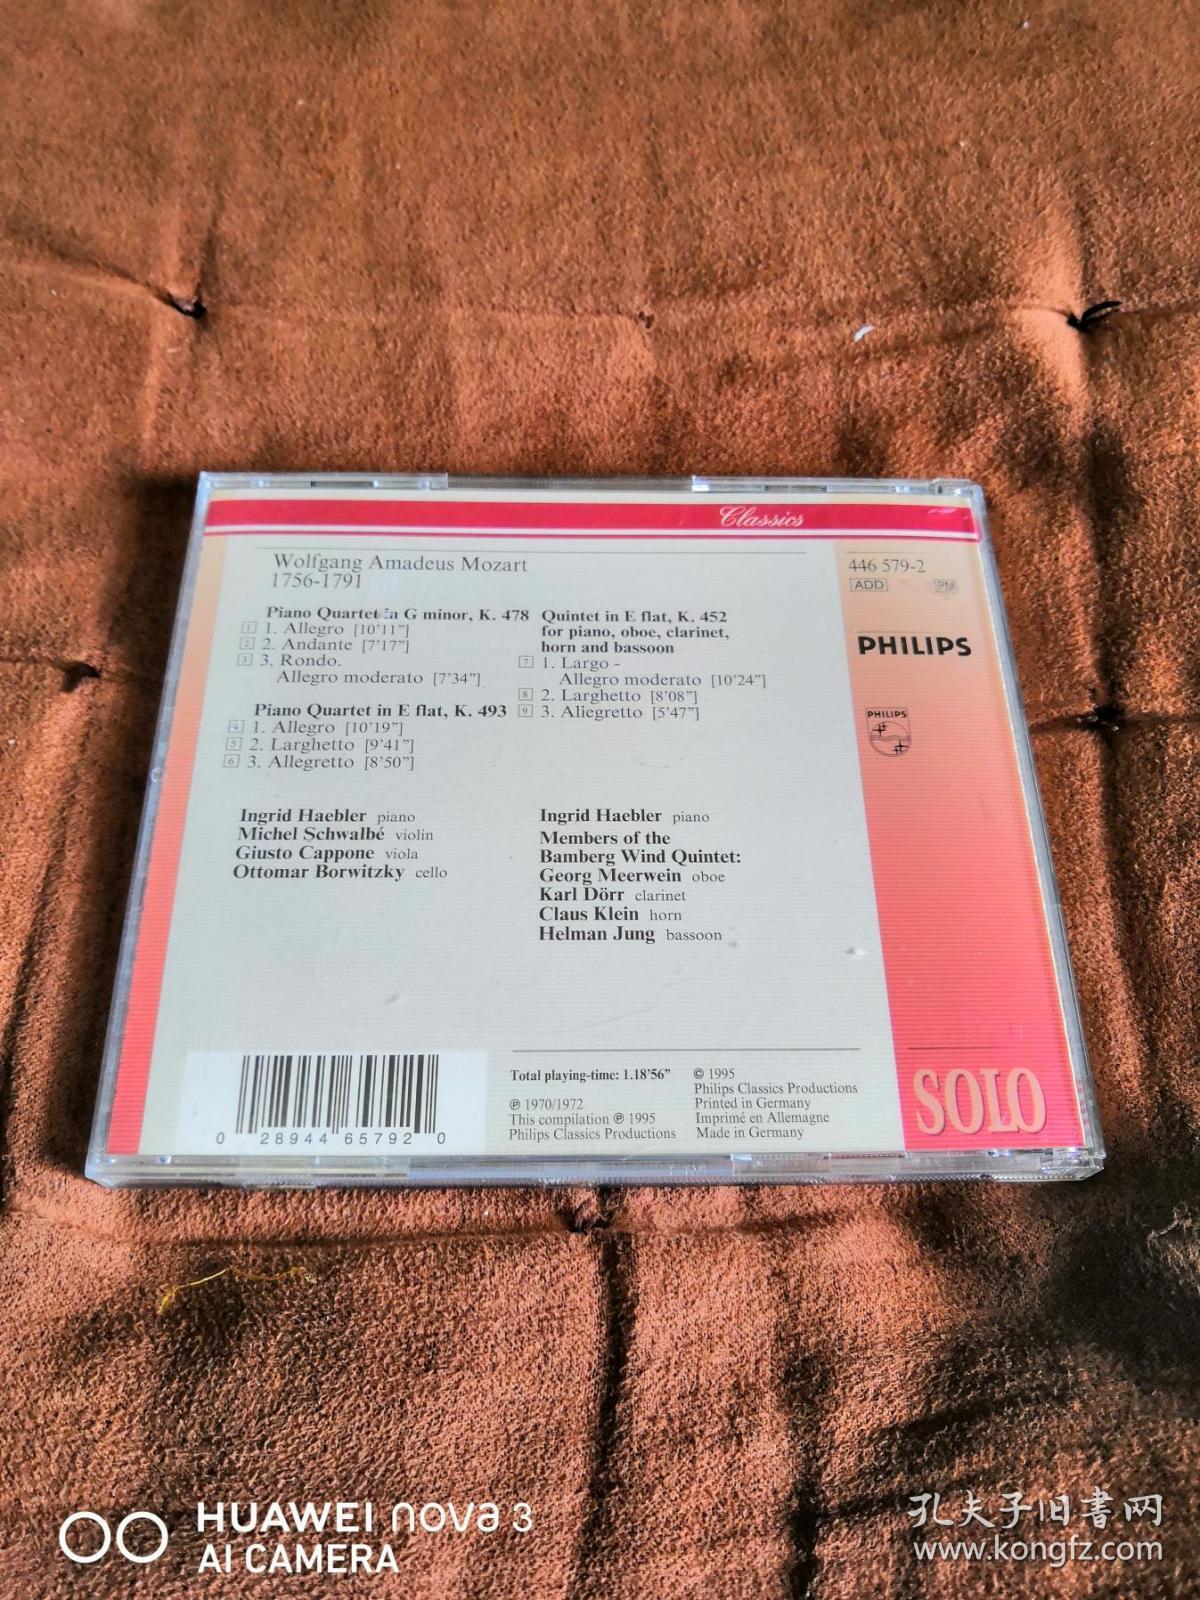 Classics
Wolfgang Amadeus Mozart
1756-1791
Piano Quartet in G minor, K. 478
1 1. Allegro [10'11"]
2 2. Andante [7'17"]
3 3. Rondo.
Allegro moderato [7'34"]
Piano Quartet in E flat, K. 493
4 1. Allegro [10'19"]
5 2. Larghetto [9'41"]
6 3. Allegretto [8'50"]
Quintet in E flat, K. 452
for piano, oboe, clarinet,
horn and bassoon
7 1. Largo -
Allegro moderato [10'24"]
8 2. Larghetto [8'08"]
9 3. Allegretto [5'47"]
Ingrid Haebler piano
Michel Schwalbé violin
Giusto Cappone viola
Ottomar Borwitzky cello
Ingrid Haebler piano
Members of the
Bamberg Wind Quintet:
Georg Meerwein oboe
Karl Dörr clarinet
Claus Klein horn
Helman Jung bassoon
446 579-2
ADD PM
PHILIPS
PHILIPS
0 28944 65792 0
Total playing-time: 1.18'56"
℗ 1970/1972
This compilation ℗ 1995
Philips Classics Productions
© 1995
Philips Classics Productions
Printed in Germany
Imprimé en Allemagne
Made in Germany
SOLO
HUAWEI nova 3
AI CAMERA
孔夫子旧書网
www.kongfz.com